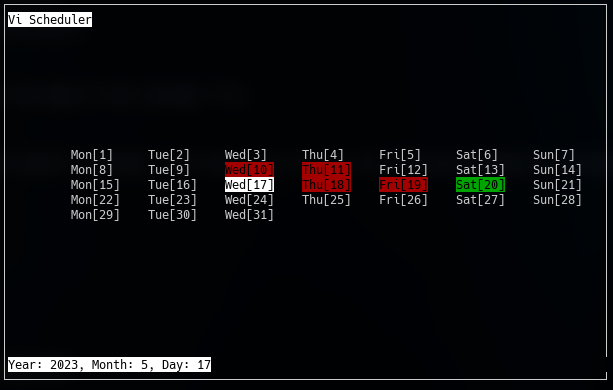 Vi Scheduler
Mon[1] Tue[2] Wed[3] Thu[4] Fri[5] Sat[6] Sun[7]
Mon[8] Tue[9] Wed[10] Thu[11] Fri[12] Sat[13] Sun[14]
Mon[15] Tue[16] Wed[17] Thu[18] Fri[19] Sat[20] Sun[21]
Mon[22] Tue[23] Wed[24] Thu[25] Fri[26] Sat[27] Sun[28]
Mon[29] Tue[30] Wed[31]
Year: 2023, Month: 5, Day: 17